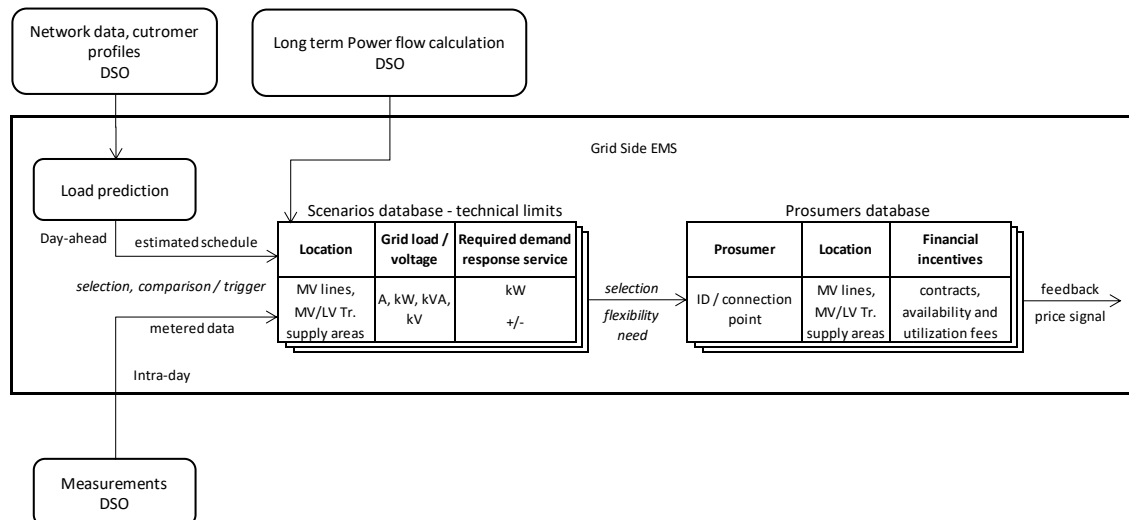 Network data, cutromer
profiles
DSO
Long term Power flow calculation
DSO
Grid Side EMS
Load prediction
Day-ahead
estimated schedule
selection, comparison / trigger
metered data
Intra-day
Measurements
DSO
Scenarios database - technical limits
Location
Grid load /
voltage
Required demand
response service
MV lines,
MV/LV Tr.
supply areas
A, kW, kVA,
kV
kW
+/-
selection
flexibility
need
Prosumers database
Prosumer
Location
Financial
incentives
ID / connection
point
MV lines,
MV/LV Tr.
supply areas
contracts,
availability and
utilization fees
feedback
price signal